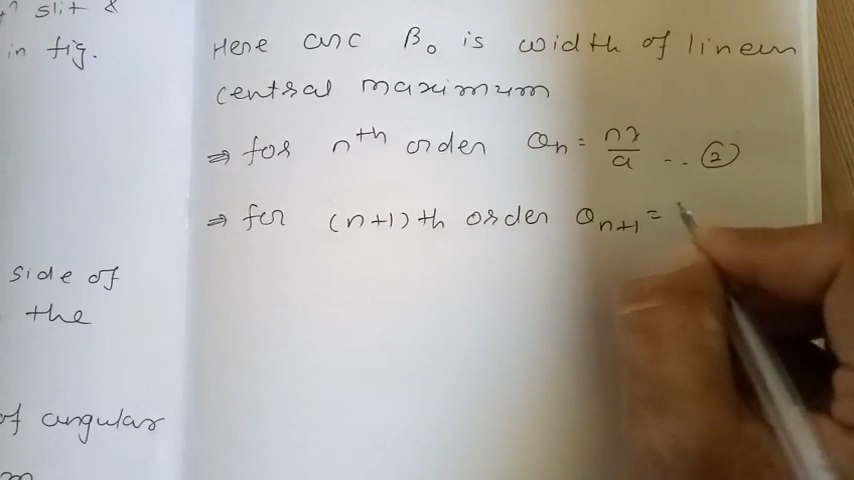 slit &
in fig.
side of
the
of angular
Here arc β₀ is width of linear
central maximum
⇒ for nᵗʰ order θₙ = nλ/a -- ②
⇒ for (n+1)th order θₙ₊₁ =